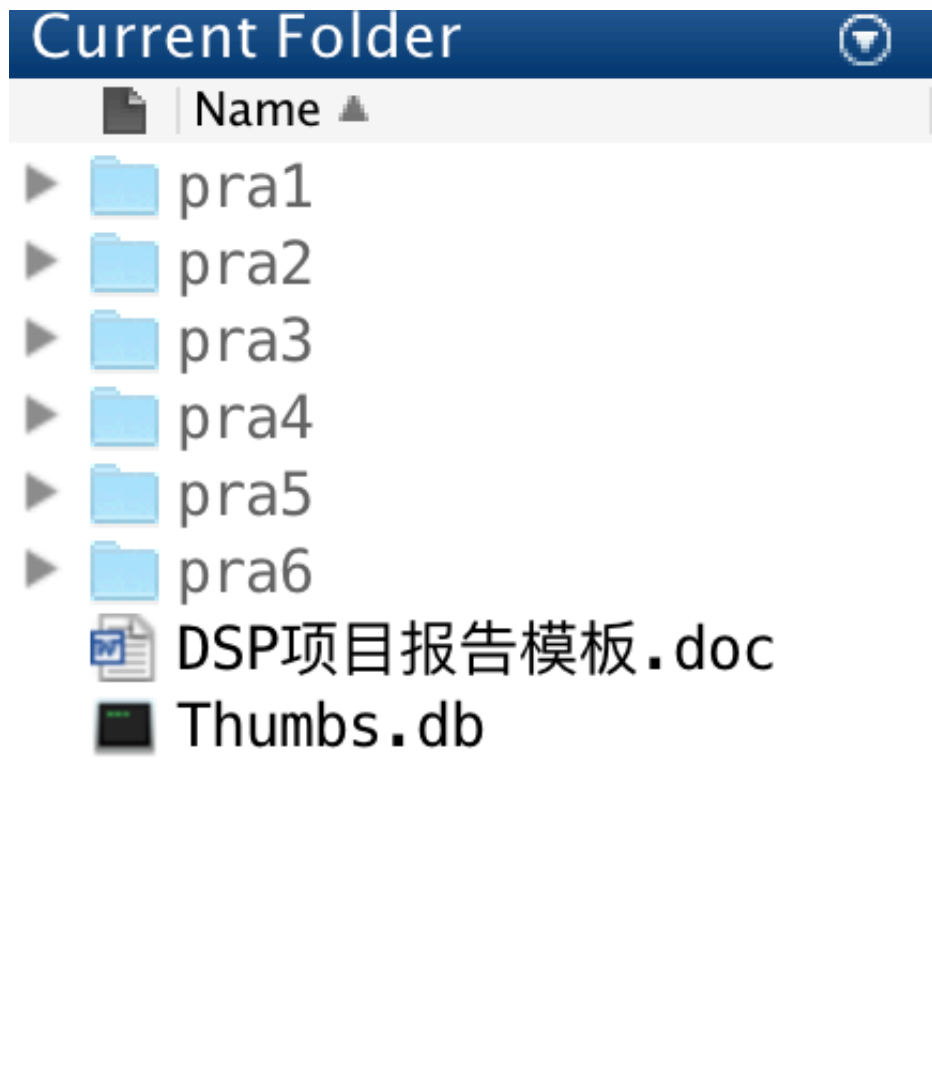 Current Folder
Name
pra1
pra2
pra3
pra4
pra5
pra6
DSP项目报告模板.doc
Thumbs.db